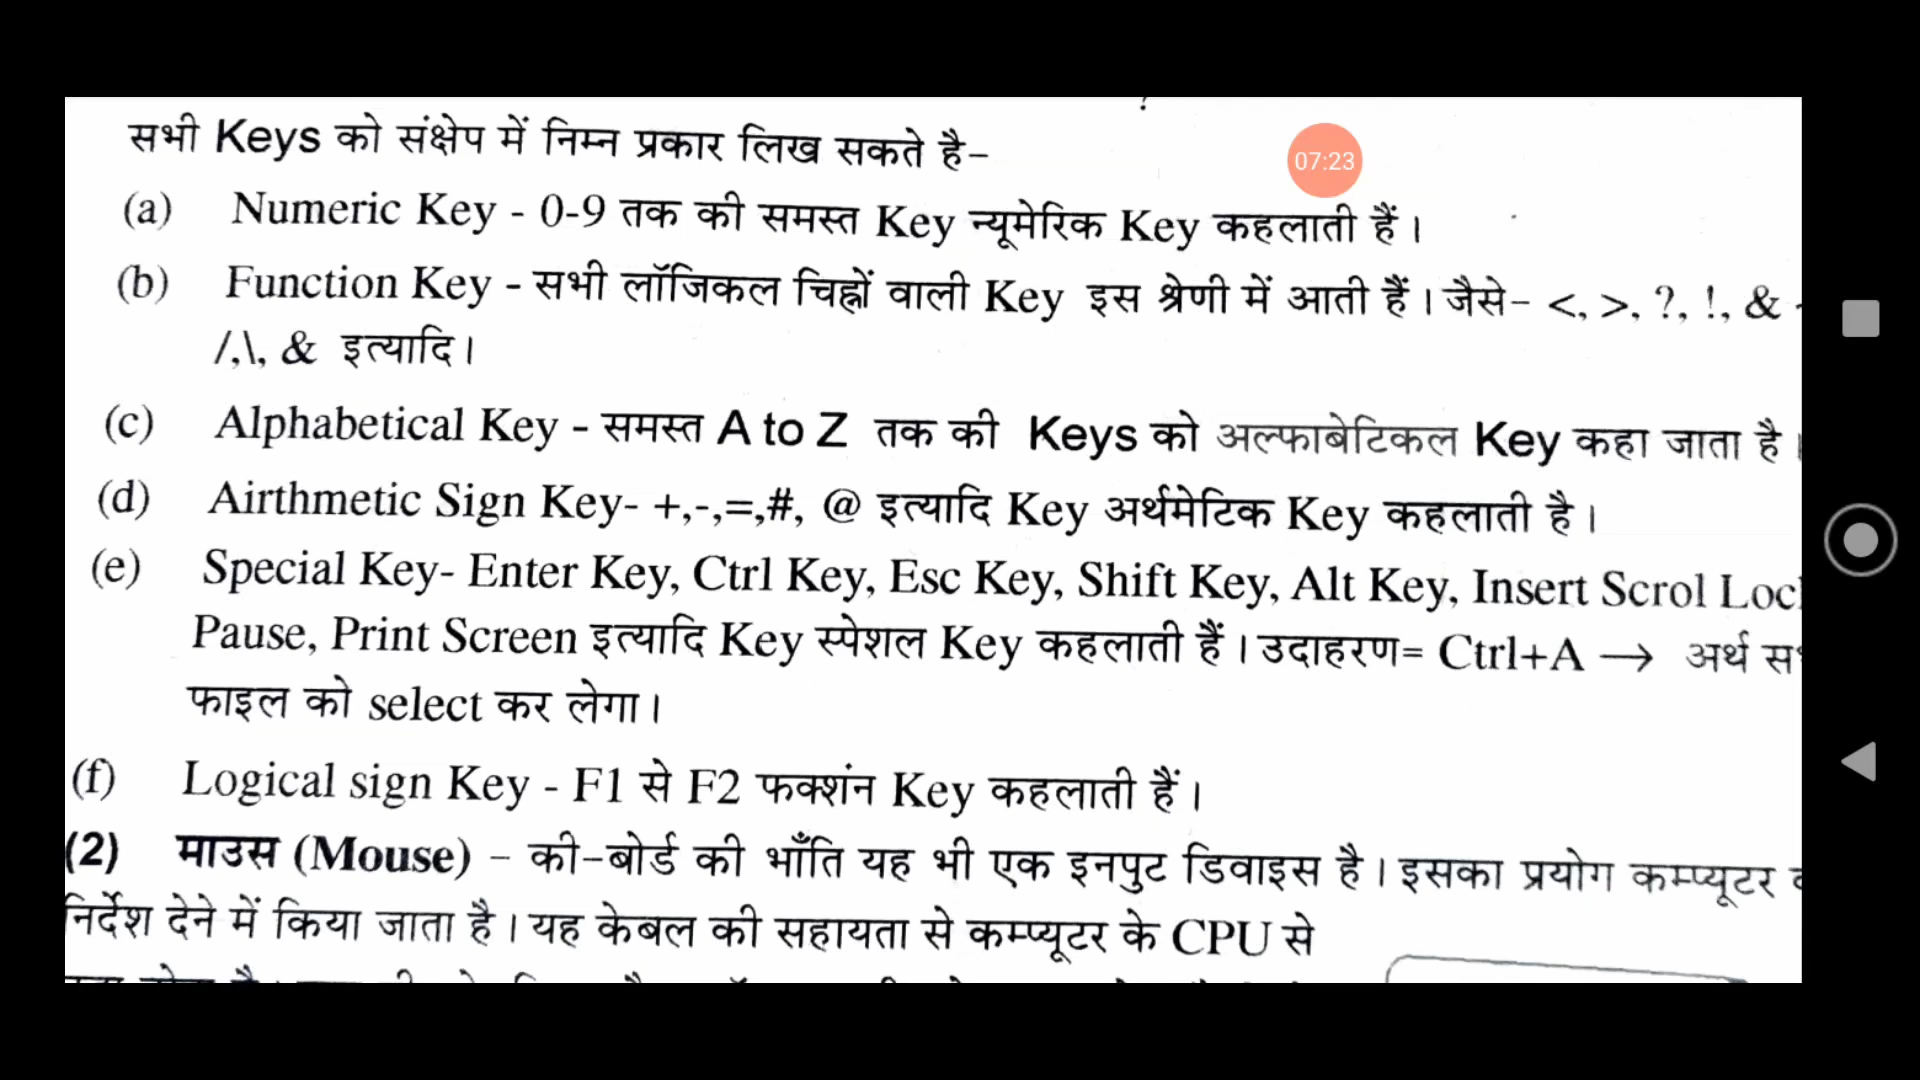 सभी Keys को संक्षेप में निम्न प्रकार लिख सकते है-
07:23
(a) Numeric Key - 0-9 तक की समस्त Key न्यूमेरिक Key कहलाती हैं।
(b) Function Key - सभी लॉजिकल चिह्नों वाली Key इस श्रेणी में आती हैं। जैसे- <, >, ?, !, &
/,\, & इत्यादि।
(c) Alphabetical Key - समस्त A to Z तक की Keys को अल्फाबेटिकल Key कहा जाता है।
(d) Airthmetic Sign Key- +,-,=,#, @ इत्यादि Key अर्थमेटिक Key कहलाती है।
(e) Special Key- Enter Key, Ctrl Key, Esc Key, Shift Key, Alt Key, Insert Scrol
Pause, Print Screen इत्यादि Key स्पेशल Key कहलाती हैं। उदाहरण= Ctrl+A → अर्थ
फाइल को select कर लेगा।
(f) Logical sign Key - F1 से F2 फक्शंन Key कहलाती हैं।
(2) माउस (Mouse) - की-बोर्ड की भाँति यह भी एक इनपुट डिवाइस है। इसका प्रयोग कम्प्यूटर
निर्देश देने में किया जाता है। यह केबल की सहायता से कम्प्यूटर के CPU से